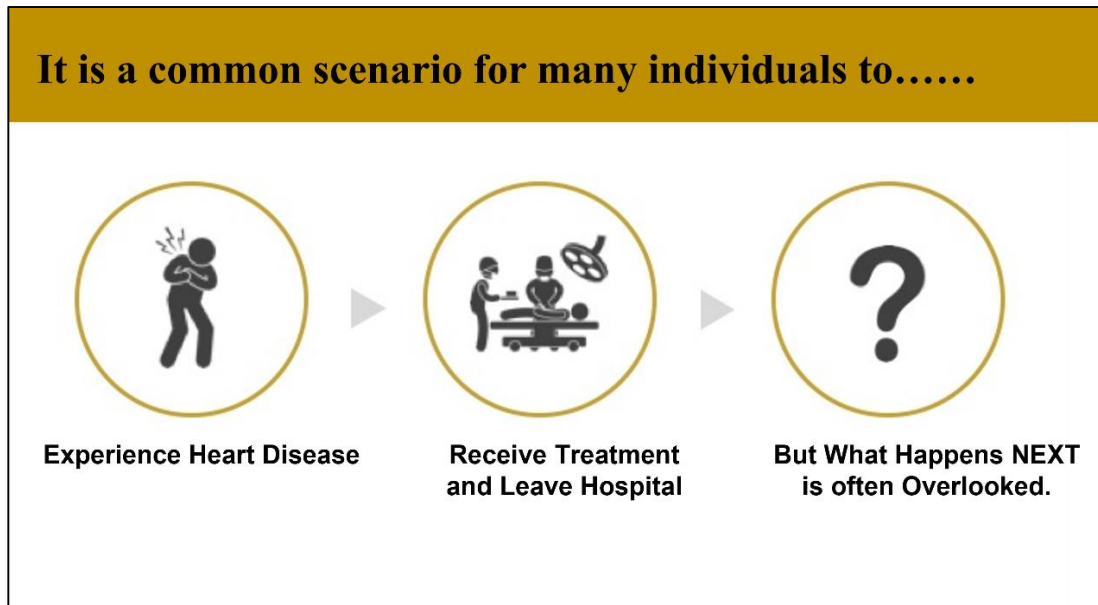 It is a common scenario for many individuals to……
Experience Heart Disease
Receive Treatment
and Leave Hospital
But What Happens NEXT
is often Overlooked.
?